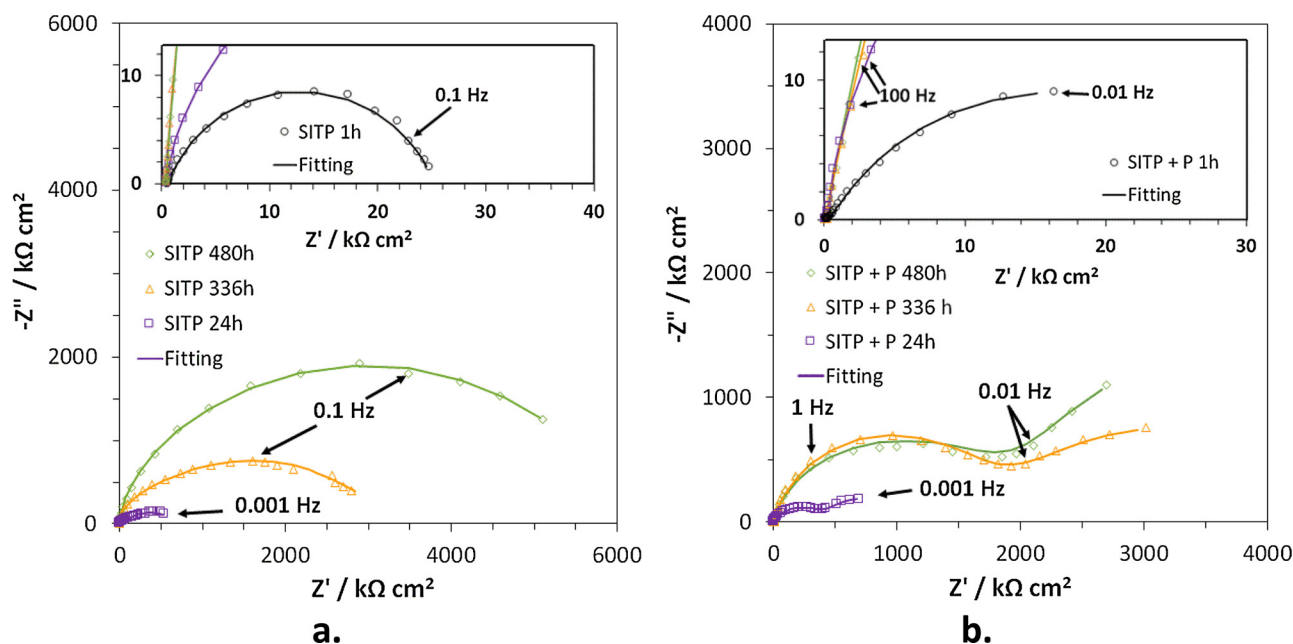 6000
4000
2000
0
-Z'' / kΩ cm²
0
2000
4000
6000
Z' / kΩ cm²
10
0
0
10
20
30
40
Z' / kΩ cm²
0.1 Hz
SITP 1h
Fitting
SITP 480h
SITP 336h
SITP 24h
Fitting
0.1 Hz
0.001 Hz
a.
4000
3000
2000
1000
0
-Z'' / kΩ cm²
0
1000
2000
3000
4000
Z' / kΩ cm²
10
0
0
10
20
30
Z' / kΩ cm²
100 Hz
0.01 Hz
SITP + P 1h
Fitting
SITP + P 480h
SITP + P 336 h
SITP + P 24h
Fitting
1 Hz
0.01 Hz
0.001 Hz
b.